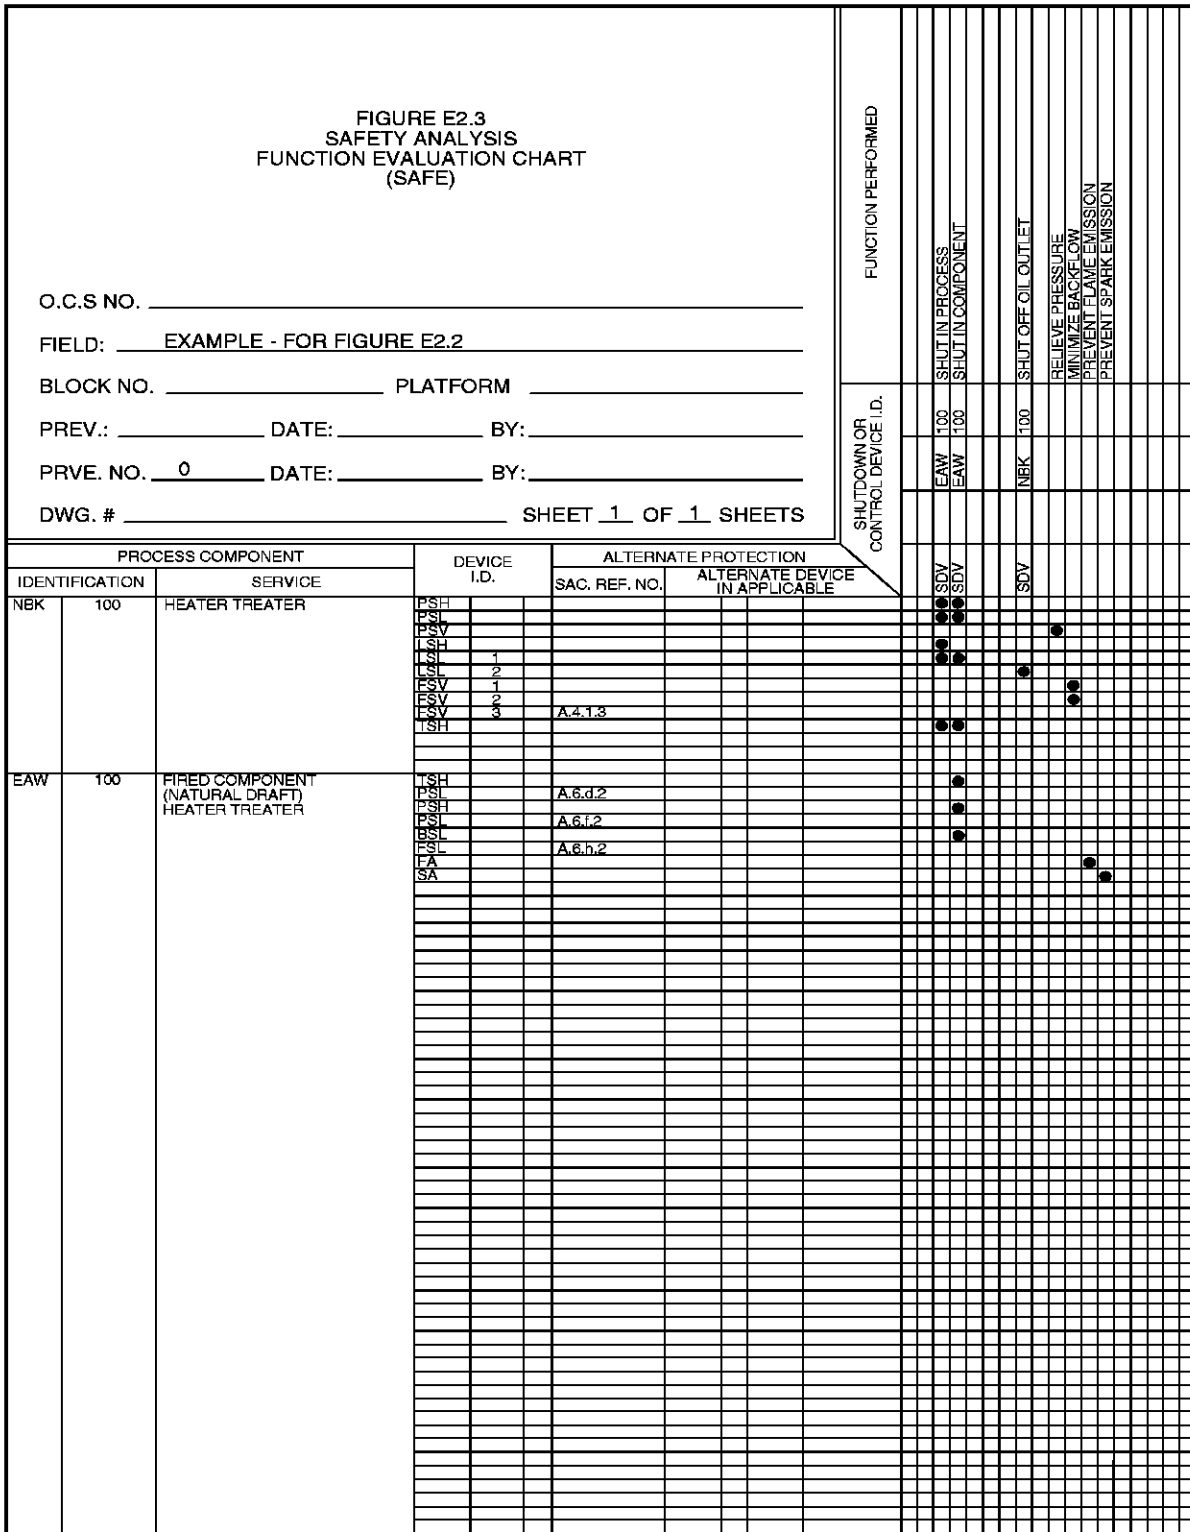 FIGURE E2.3
SAFETY ANALYSIS
FUNCTION EVALUATION CHART
(SAFE)
O.C.S NO.
FIELD: EXAMPLE - FOR FIGURE E2.2
BLOCK NO. PLATFORM
PREV.: DATE: BY:
PRVE. NO. 0 DATE: BY:
DWG. # SHEET 1 OF 1 SHEETS
FUNCTION PERFORMED
SHUTDOWN OR
CONTROL DEVICE I.D.
SDV EAW 100 SHUT IN PROCESS
SDV EAW 100 SHUT IN COMPONENT
SDV NBK 100 SHUT OFF OIL OUTLET
RELIEVE PRESSURE
MINIMIZE BACKFLOW
PREVENT FLAME EMISSION
PREVENT SPARK EMISSION
PROCESS COMPONENT DEVICE I.D. ALTERNATE PROTECTION
IDENTIFICATION SERVICE SAC. REF. NO. ALTERNATE DEVICE IN APPLICABLE
NBK 100 HEATER TREATER PSH
PSL
PSV
LSH
LSL 1
LSL 2
FSV 1
FSV 2
FSV 3 A.4.1.3
TSH
EAW 100 FIRED COMPONENT TSH
(NATURAL DRAFT) PSL A.6.d.2
HEATER TREATER PSH
PSL A.6.f.2
BSL
FSL A.6.h.2
FA
SA